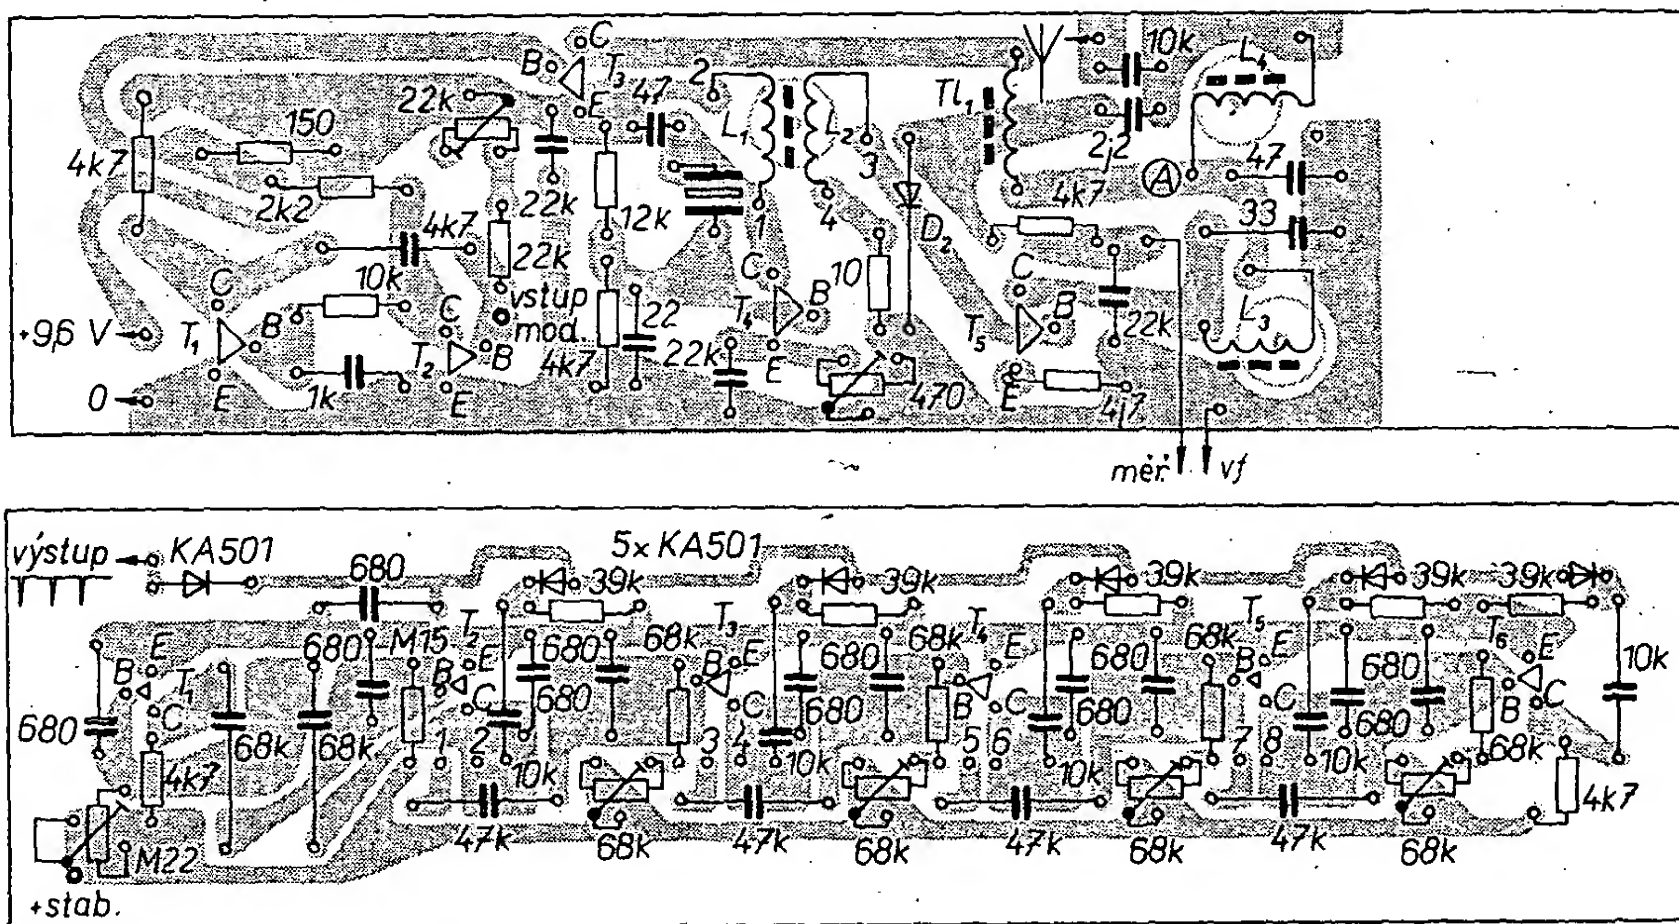 C
B
T3
E
22k
47
2
L1
L2
3
Tl1
10k
L4
150
4k7
2k2
4k7
22k
12k
1
4
D2
2j2
4k7
A
47
33
22k
10k
C
C
vstup
mod.
22
C
T4
B
10
C
T5
B
22k
L3
+9,6 V
T1
B
T2
B
4k7
22k
E
0
E
1k
E
470
E
4j7
měř.
vf
výstup
KA501
5x KA501
680
39k
39k
39k
39k
39k
680
M15
T2
E
680
68k
T3
E
680
68k
T4
E
680
68k
T5
E
680
T6
E
B
E
T1
B
B
B
B
10k
C
C
680
680
C
680
C
680
C
B
C
680
68k
68k
1
2
3
4
5
6
7
8
68k
4k7
10k
10k
10k
10k
4k7
47k
47k
47k
47k
M22
68k
68k
68k
68k
+stab.